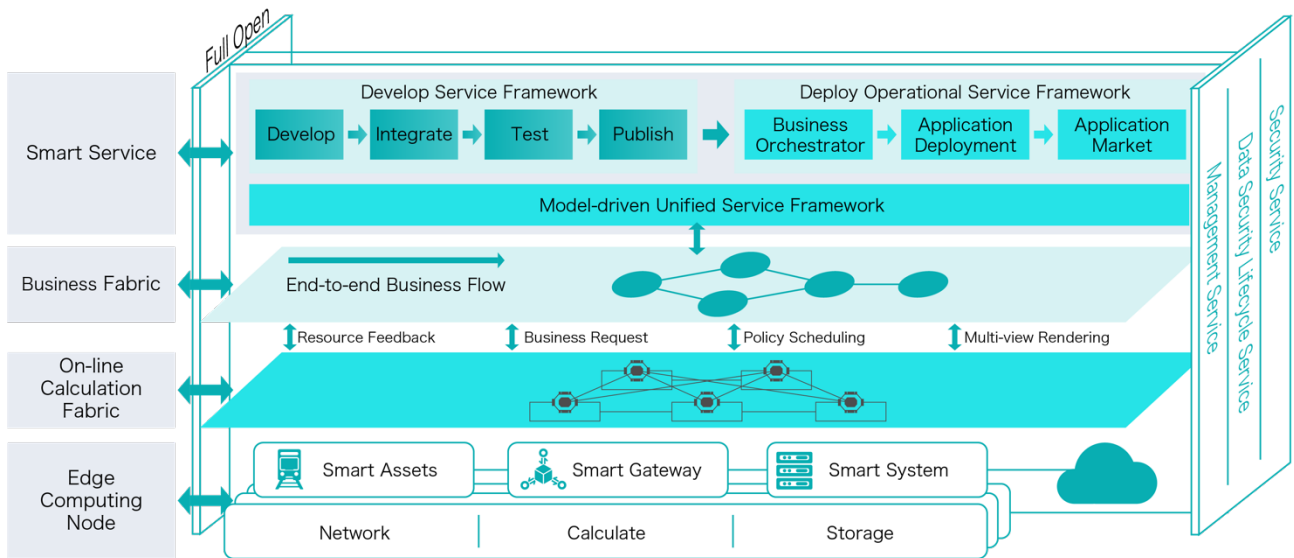 Full Open
Smart Service
Develop Service Framework
Develop
Integrate
Test
Publish
Deploy Operational Service Framework
Business
Orchestrator
Application
Deployment
Application
Market
Model-driven Unified Service Framework
Business Fabric
End-to-end Business Flow
Resource Feedback
Business Request
Policy Scheduling
Multi-view Rendering
On-line
Calculation
Fabric
Edge
Computing
Node
Smart Assets
Smart Gateway
Smart System
Network
Calculate
Storage
Management Service
Data Security Lifecycle Service
Security Service